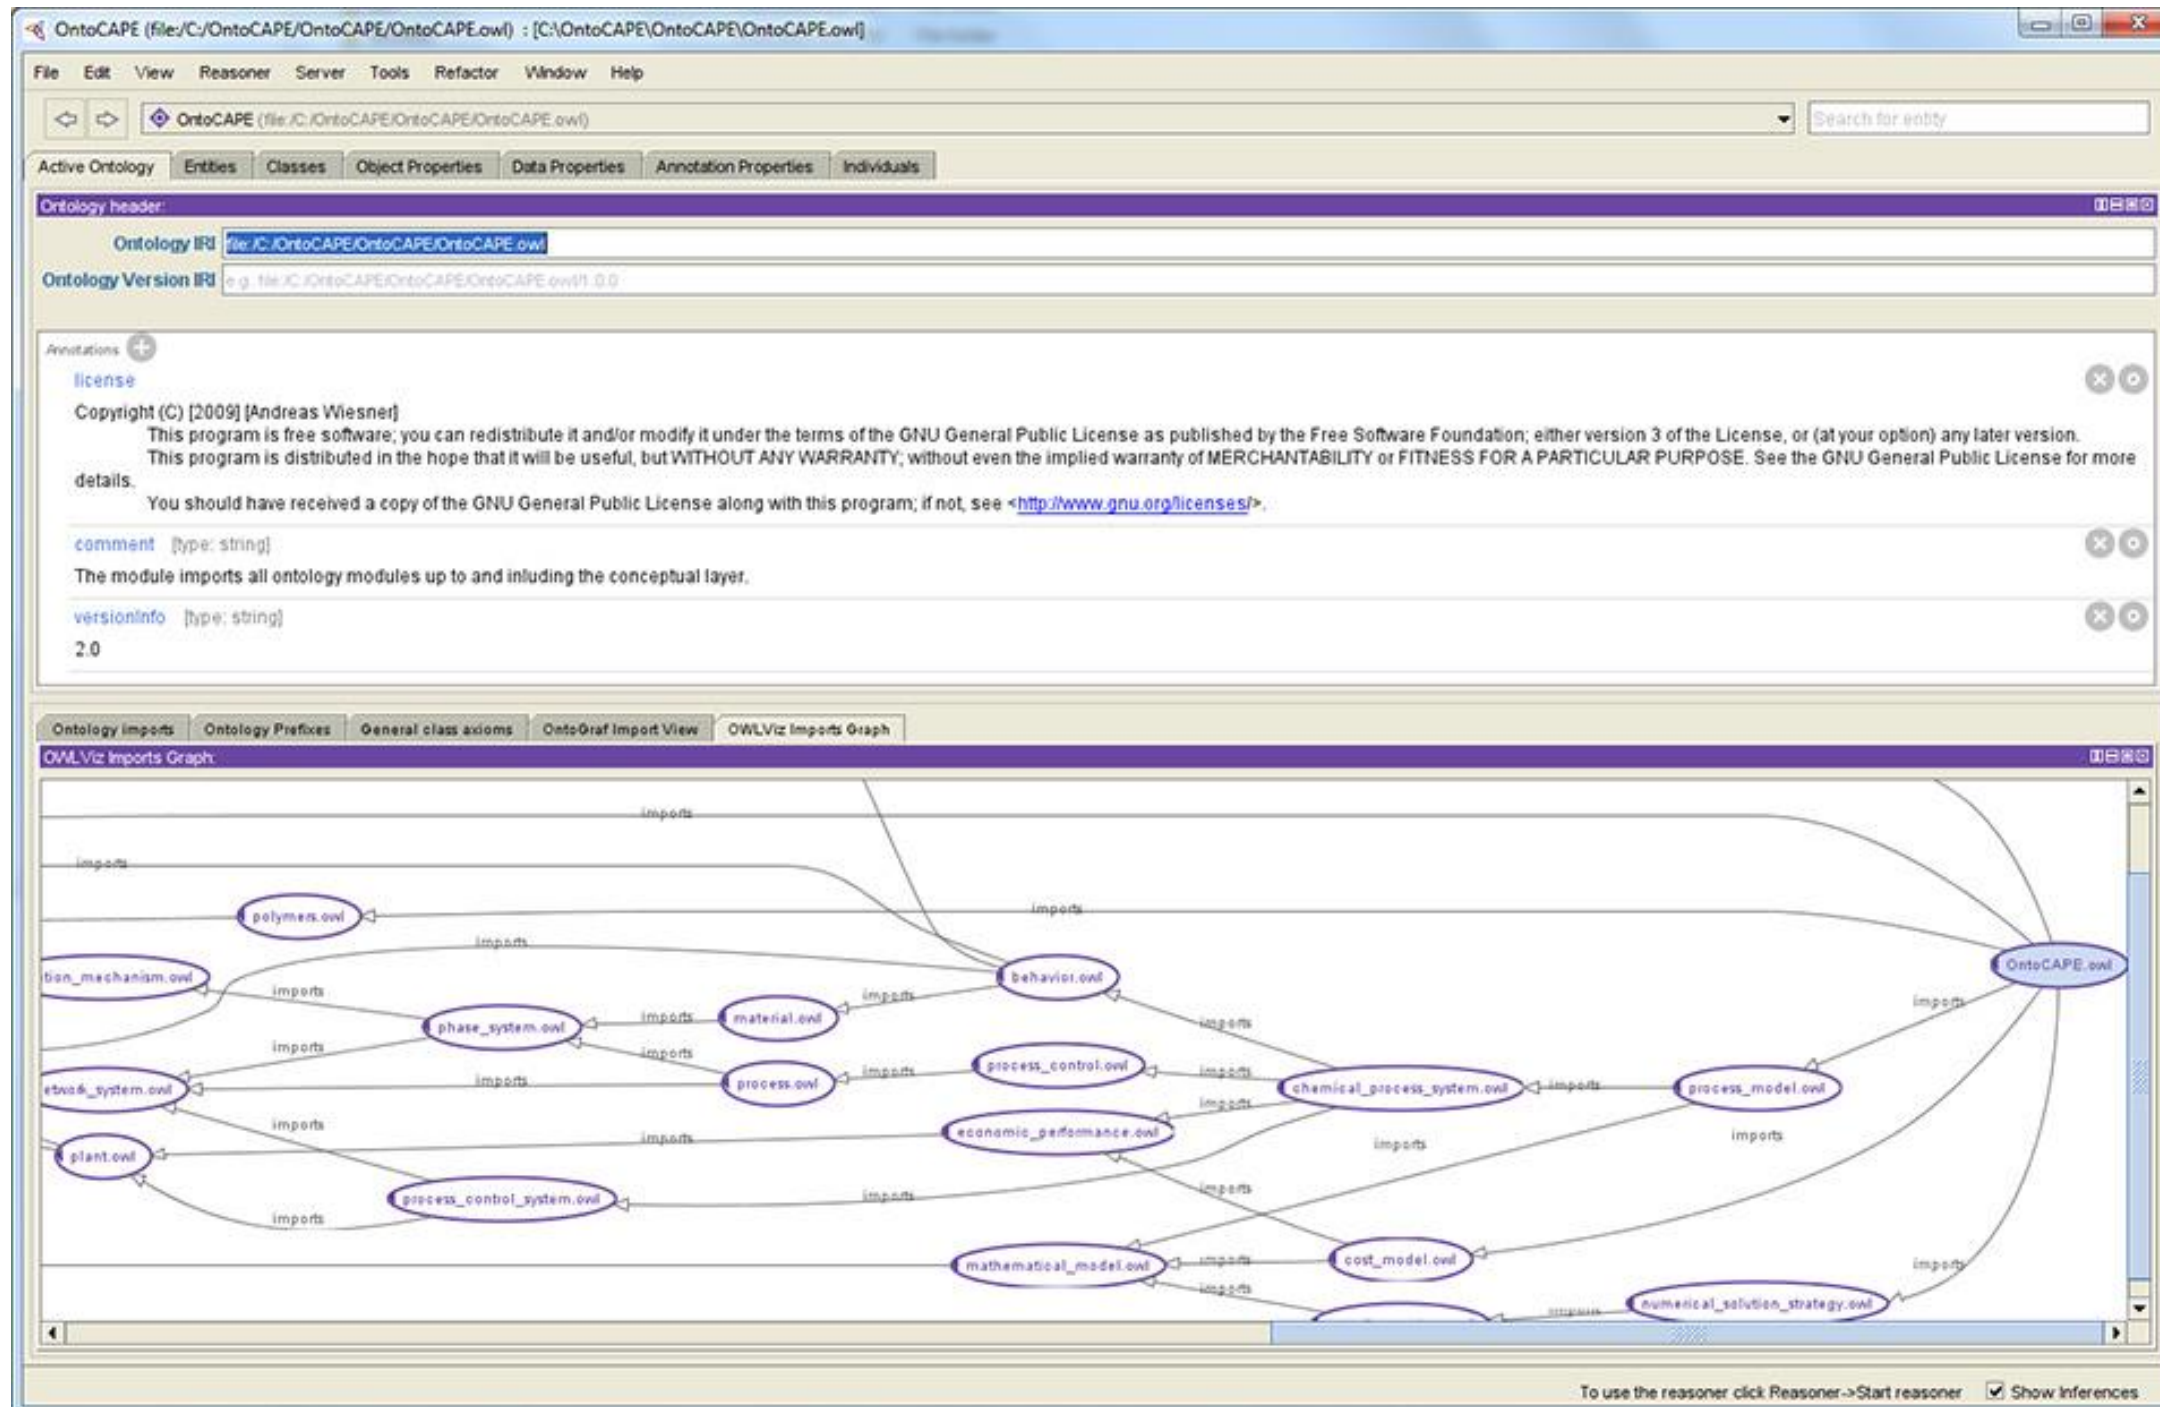 OntoCAPE (file:/C:/OntoCAPE/OntoCAPE/OntoCAPE.owl) : [C:\OntoCAPE\OntoCAPE\OntoCAPE.owl]
File Edit View Reasoner Server Tools Refactor Window Help
OntoCAPE (file:/C:/OntoCAPE/OntoCAPE/OntoCAPE.owl)
Search for entity
Active Ontology Entities Classes Object Properties Data Properties Annotation Properties Individuals
Ontology header:
Ontology IRI file:/C:/OntoCAPE/OntoCAPE/OntoCAPE.owl
Ontology Version IRI e.g. file:/C:/OntoCAPE/OntoCAPE/OntoCAPE.owl/1.0.0
Annotations
license
Copyright (C) [2009] [Andreas Wiesner]
This program is free software; you can redistribute it and/or modify it under the terms of the GNU General Public License as published by the Free Software Foundation; either version 3 of the License, or (at your option) any later version.
This program is distributed in the hope that it will be useful, but WITHOUT ANY WARRANTY; without even the implied warranty of MERCHANTABILITY or FITNESS FOR A PARTICULAR PURPOSE. See the GNU General Public License for more
details.
You should have received a copy of the GNU General Public License along with this program; if not, see <http://www.gnu.org/licenses/>.
comment [type: string]
The module imports all ontology modules up to and inluding the conceptual layer.
versionInfo [type: string]
2.0
Ontology imports Ontology Prefixes General class axioms OntoGraf Import View OWLViz Imports Graph
OWLViz Imports Graph:
imports
imports
polymers.owl
imports
imports
tion_mechanism.owl
behavior.owl
OntoCAPE.owl
imports
imports
imports
phase_system.owl
imports
material.owl
imports
imports
imports
process_control.owl
etwork_system.owl
imports
process.owl
imports
imports
chemical_process_system.owl
imports
process_model.owl
imports
imports
economic_performance.owl
imports
imports
imports
plant.owl
process_control_system.owl
imports
imports
imports
mathematical_model.owl
imports
cost_model.owl
imports
imports
imports
numerical_solution_strategy.owl
To use the reasoner click Reasoner->Start reasoner Show Inferences